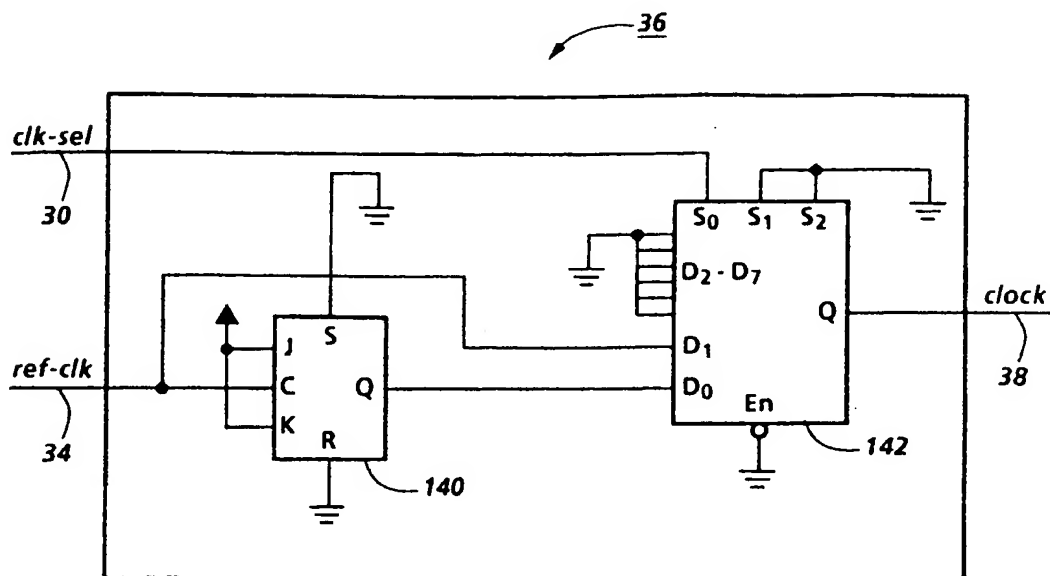 36
clk-sel
30
S
S0 S1 S2
D2 - D7
Q
clock
38
D1
D0
En
142
ref-clk
34
J
C
K
Q
R
140